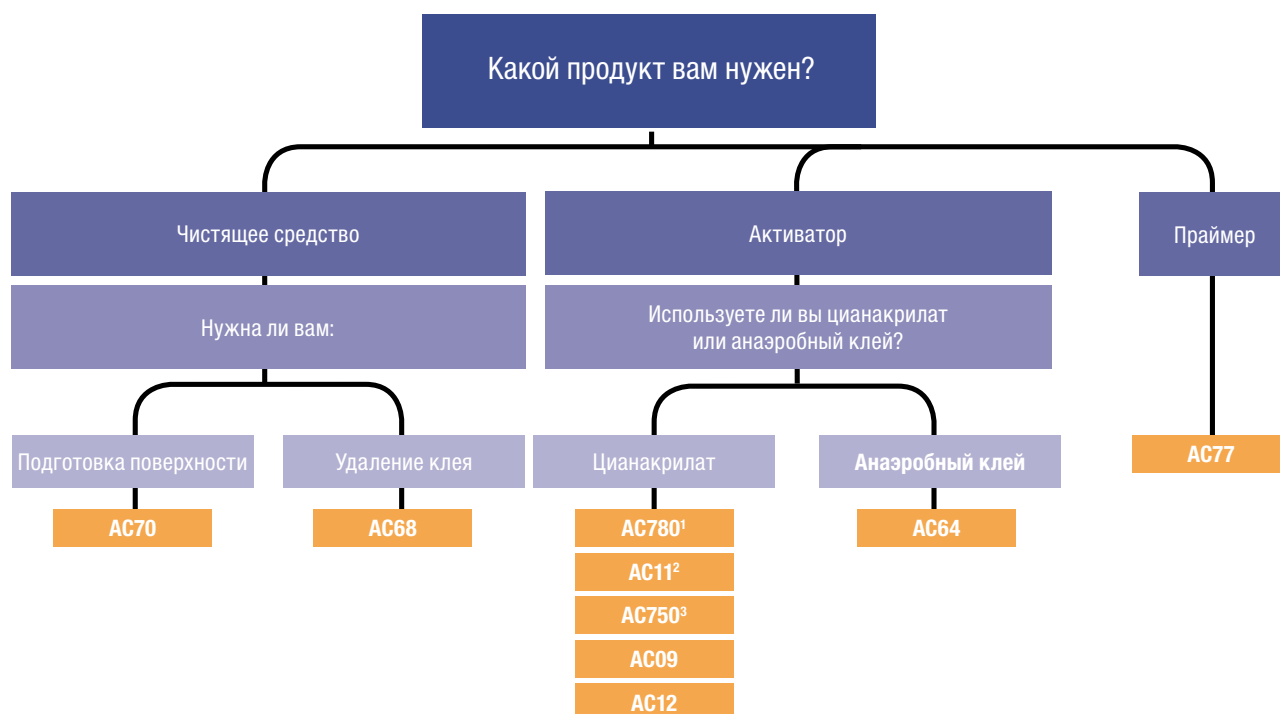 Какой продукт вам нужен?
Чистящее средство
Активатор
Праймер
Нужна ли вам:
Используете ли вы цианакрилат
или анаэробный клей?
Подготовка поверхности
Удаление клея
Цианакрилат
Анаэробный клей
AC77
AC70
AC68
AC780¹
AC64
AC11²
AC750³
AC09
AC12